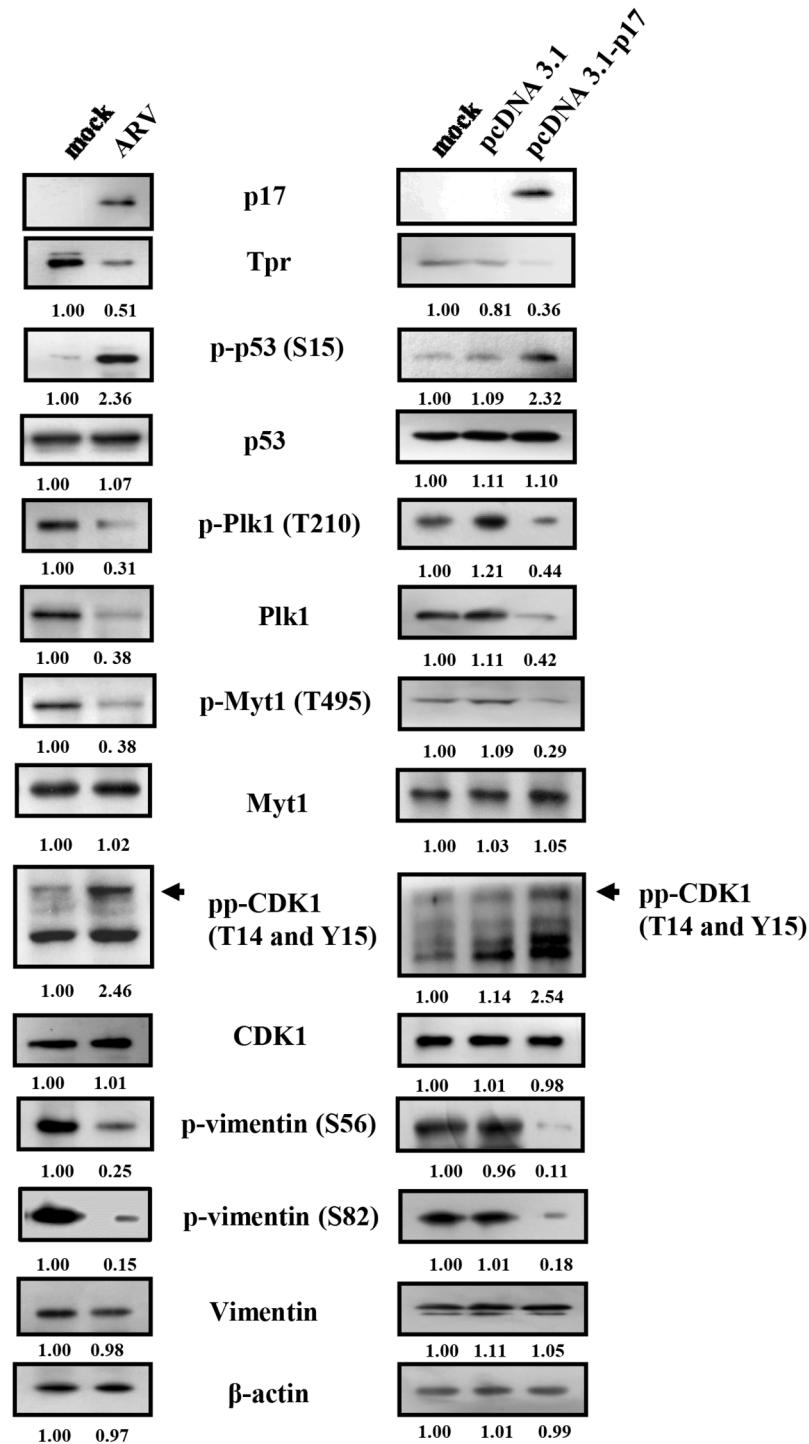 mock ARV mock pcDNA 3.1 pcDNA 3.1-p17
p17
Tpr
1.00 0.51 1.00 0.81 0.36
p-p53 (S15)
1.00 2.36 1.00 1.09 2.32
p53
1.00 1.07 1.00 1.11 1.10
p-Plk1 (T210)
1.00 0.31 1.00 1.21 0.44
Plk1
1.00 0. 38 1.00 1.11 0.42
p-Myt1 (T495)
1.00 0. 38 1.00 1.09 0.29
Myt1
1.00 1.02 1.00 1.03 1.05
pp-CDK1 pp-CDK1
(T14 and Y15) (T14 and Y15)
1.00 2.46 1.00 1.14 2.54
CDK1
1.00 1.01 1.00 1.01 0.98
p-vimentin (S56)
1.00 0.25 1.00 0.96 0.11
p-vimentin (S82)
1.00 0.15 1.00 1.01 0.18
Vimentin
1.00 0.98 1.00 1.11 1.05
β-actin
1.00 0.97 1.00 1.01 0.99